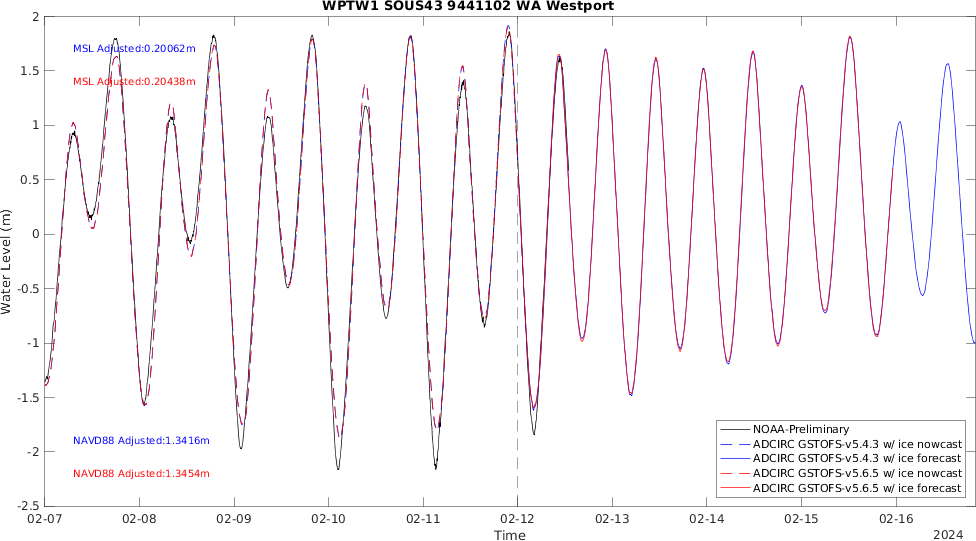 WPTW1 SOUS43 9441102 WA Westport
2
1.5
1
0.5
0
-0.5
-1
-1.5
-2
-2.5
Water Level (m)
MSL Adjusted:0.20062m
MSL Adjusted:0.20438m
NAVD88 Adjusted:1.3416m
NAVD88 Adjusted:1.3454m
NOAA-Preliminary
ADCIRC GSTOFS-v5.4.3 w/ ice nowcast
ADCIRC GSTOFS-v5.4.3 w/ ice forecast
ADCIRC GSTOFS-v5.6.5 w/ ice nowcast
ADCIRC GSTOFS-v5.6.5 w/ ice forecast
02-07 02-08 02-09 02-10 02-11 02-12 02-13 02-14 02-15 02-16
Time
2024